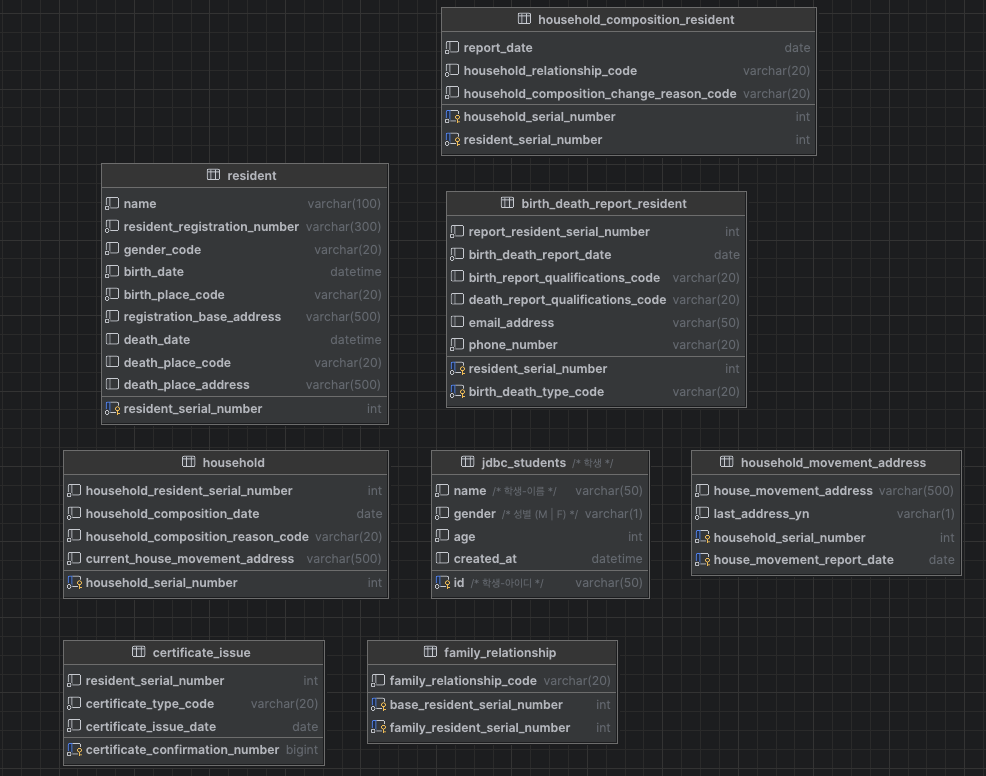 household_composition_resident
report_date date
household_relationship_code varchar(20)
household_composition_change_reason_code varchar(20)
household_serial_number int
resident_serial_number int
resident
name varchar(100)
resident_registration_number varchar(300)
gender_code varchar(20)
birth_date datetime
birth_place_code varchar(20)
registration_base_address varchar(500)
death_date datetime
death_place_code varchar(20)
death_place_address varchar(500)
resident_serial_number int
birth_death_report_resident
report_resident_serial_number int
birth_death_report_date date
birth_report_qualifications_code varchar(20)
death_report_qualifications_code varchar(20)
email_address varchar(50)
phone_number varchar(20)
resident_serial_number int
birth_death_type_code varchar(20)
household
household_resident_serial_number int
household_composition_date date
household_composition_reason_code varchar(20)
current_house_movement_address varchar(500)
household_serial_number int
jdbc_students /* 학생 */
name /* 학생-이름 */ varchar(50)
gender /* 성별 (M | F) */ varchar(1)
age int
created_at datetime
id /* 학생-아이디 */ varchar(50)
household_movement_address
house_movement_address varchar(500)
last_address_yn varchar(1)
household_serial_number int
house_movement_report_date date
certificate_issue
resident_serial_number int
certificate_type_code varchar(20)
certificate_issue_date date
certificate_confirmation_number bigint
family_relationship
family_relationship_code varchar(20)
base_resident_serial_number int
family_resident_serial_number int